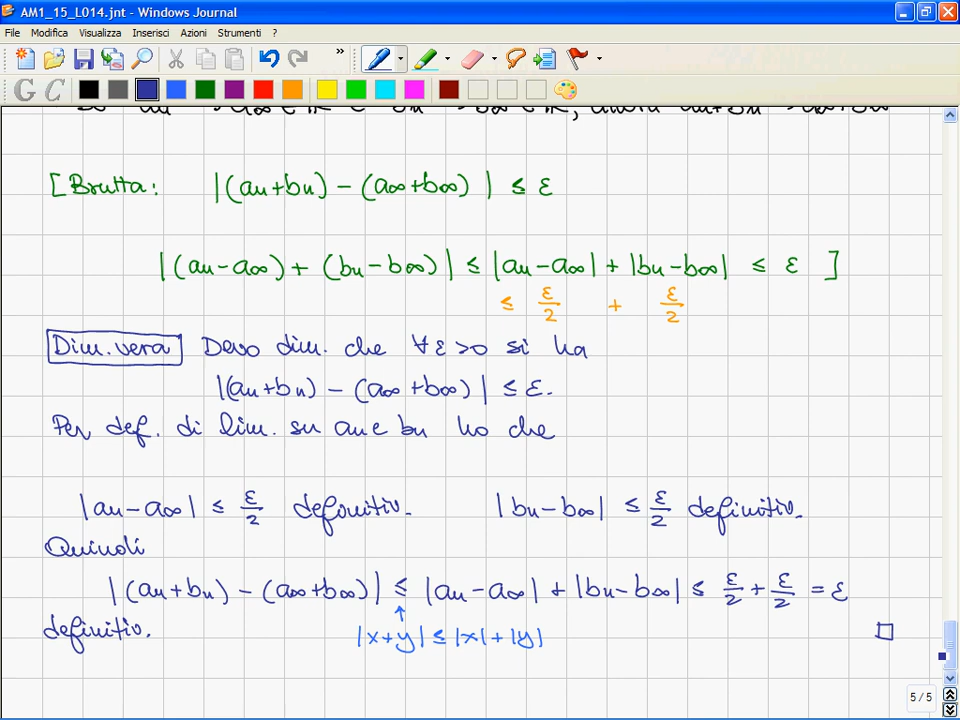 AM1_15_L014.jnt - Windows Journal
File Modifica Visualizza Inserisci Azioni Strumenti ?
[Brutta: |(an+bn) - (a∞+b∞)| ≤ ε
|(an-a∞) + (bn-b∞)| ≤ |an-a∞| + |bn-b∞| ≤ ε ]
≤ ε/2 + ε/2
Dim. vera Devo dim. che ∀ε>0 si ha
|(an+bn) - (a∞+b∞)| ≤ ε.
Per def. di lim. su an e bn ho che
|an-a∞| ≤ ε/2 definitiv. |bn-b∞| ≤ ε/2 definitiv.
Quindi
|(an+bn) - (a∞+b∞)| ≤ |an-a∞| + |bn-b∞| ≤ ε/2 + ε/2 = ε
definitiv. |x+y| ≤ |x|+|y| □
5 / 5